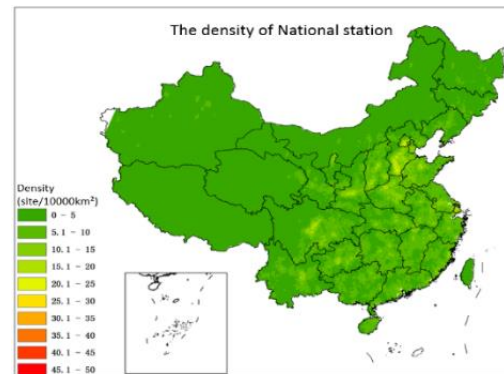 The density of National station
Density
(site/10000km²)
0 - 5
5.1 - 10
10.1 - 15
15.1 - 20
20.1 - 25
25.1 - 30
30.1 - 35
35.1 - 40
40.1 - 45
45.1 - 50